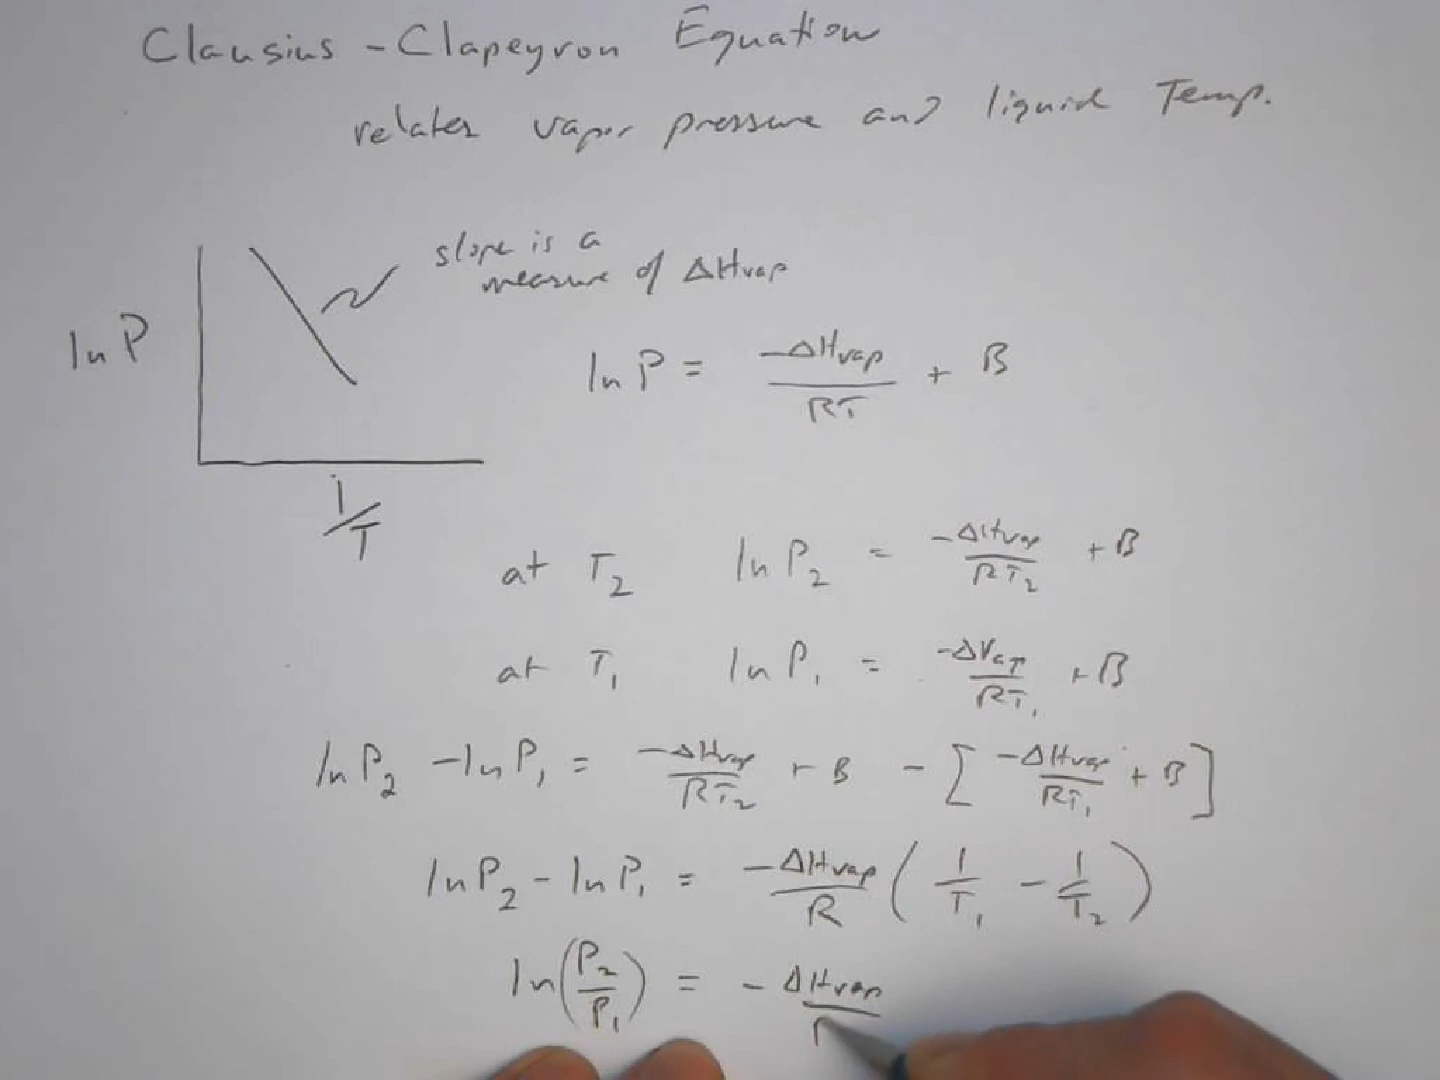 Clausius - Clapeyron Equation
relates vapor pressure and liquid Temp.
slope is a
measure of ΔHvap
ln P
1/T
ln P = -ΔHvap/RT + B
at T₂ ln P₂ = -ΔHvap/RT₂ + B
at T₁ ln P₁ = -ΔVap/RT₁ + B
ln P₂ - ln P₁ = -ΔHvap/RT₂ + B - [-ΔHvap/RT₁ + B]
ln P₂ - ln P₁ = -ΔHvap/R (1/T₁ - 1/T₂)
ln(P₂/P₁) = - ΔHvap/